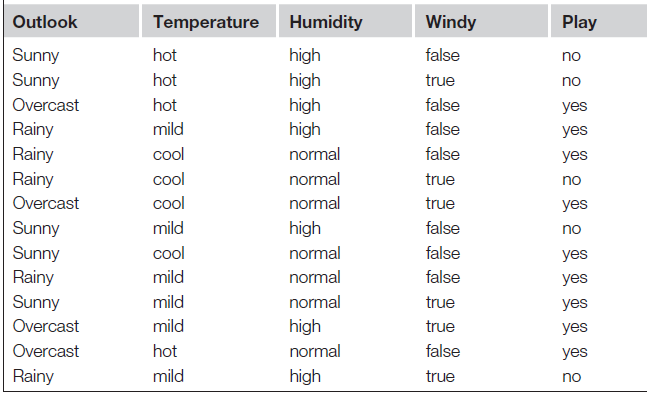 Outlook Temperature Humidity Windy Play
Sunny hot high false no
Sunny hot high true no
Overcast hot high false yes
Rainy mild high false yes
Rainy cool normal false yes
Rainy cool normal true no
Overcast cool normal true yes
Sunny mild high false no
Sunny cool normal false yes
Rainy mild normal false yes
Sunny mild normal true yes
Overcast mild high true yes
Overcast hot normal false yes
Rainy mild high true no